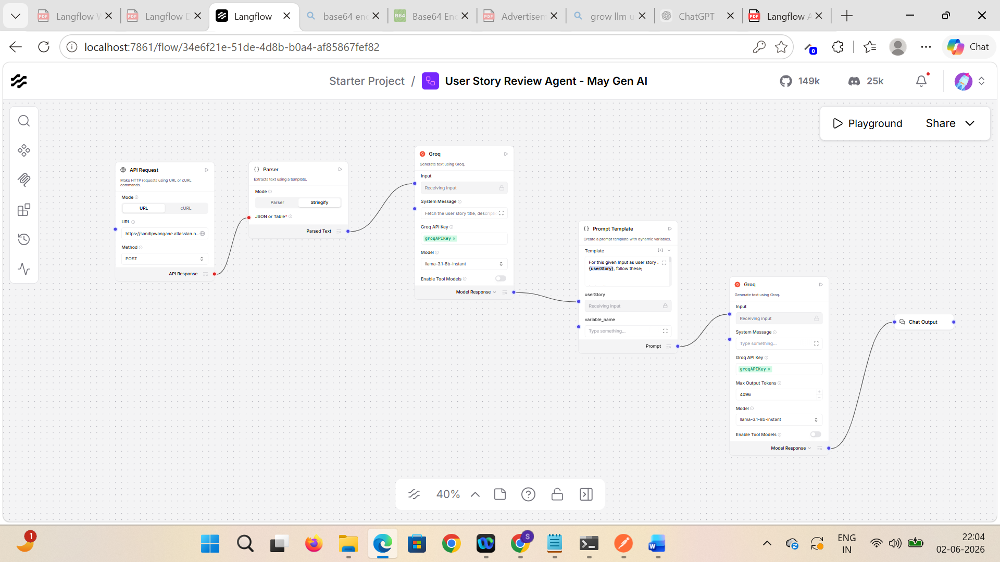 Langflow
Langflow
base64 en
B64
Base64 En
Advertisen
grow llm u
ChatGPT
Langflow
localhost:7861/flow/34e6f21e-51de-4d8b-b0a4-af85867fef82
0
Chat
Starter Project / User Story Review Agent - May Gen AI
149k
25k
Playground
Share
API Request
Make HTTP requests using URL or cURL
commands.
Mode
URL
cURL
URL
https://sandipwangane.atlassian.n...
Method
POST
API Response
{ } Parser
Extracts text using a template.
Mode
Parser
Stringify
JSON or Table*
Parsed Text
Groq
Generate text using Groq.
Input
Receiving input
System Message
Fetch the user story title, descripti
Groq API Key
groqAPIKey ×
Model
llama-3.1-8b-instant
Enable Tool Models
Model Response
{ } Prompt Template
Create a prompt template with dynamic variables.
Template
For this given Input as user story :
{userStory}, follow these;
userStory
Receiving input
variable_name
Type something...
Prompt
Groq
Generate text using Groq.
Input
Receiving input
System Message
Type something...
Groq API Key
groqAPIKey ×
Max Output Tokens
4096
Model
llama-3.1-8b-instant
Enable Tool Models
Model Response
Chat Output
40%
1
S
W
ENG
IN
22:04
02-06-2026